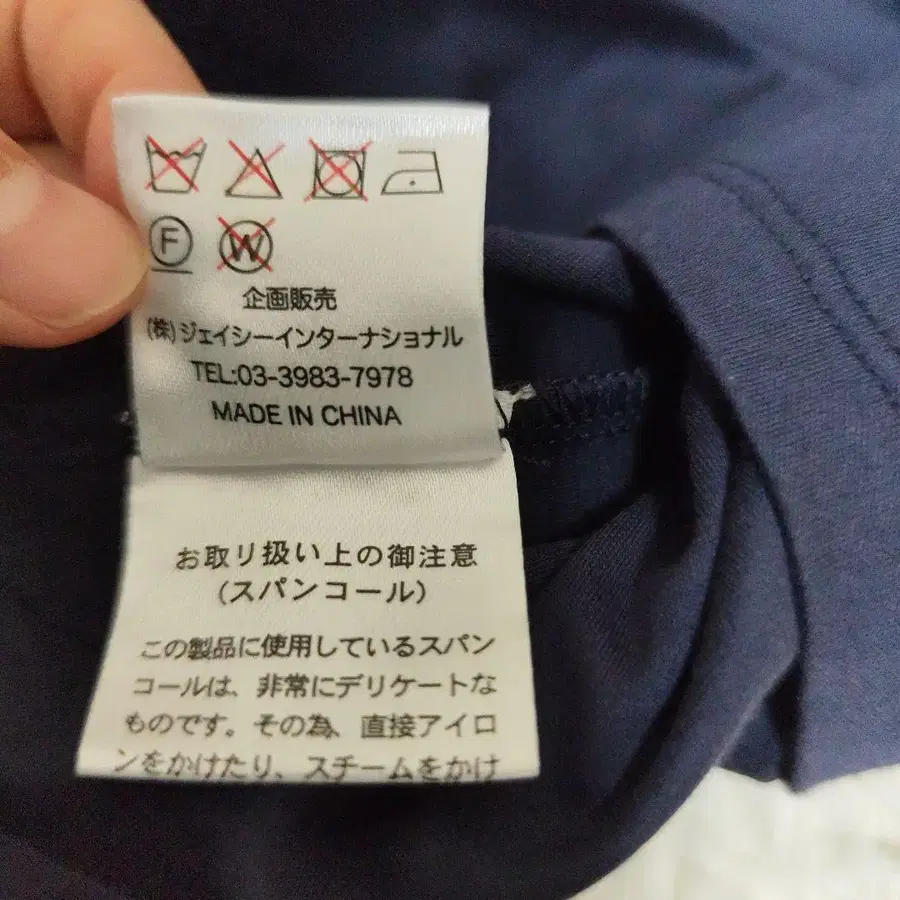 F W
企画販売
(株)ジェイシーインターナショナル
TEL:03-3983-7978
MADE IN CHINA
お取り扱い上の御注意
(スパンコール)
この製品に使用しているスパン
コールは、非常にデリケートな
ものです。その為、直接アイロ
ンをかけたり、スチームをかけ